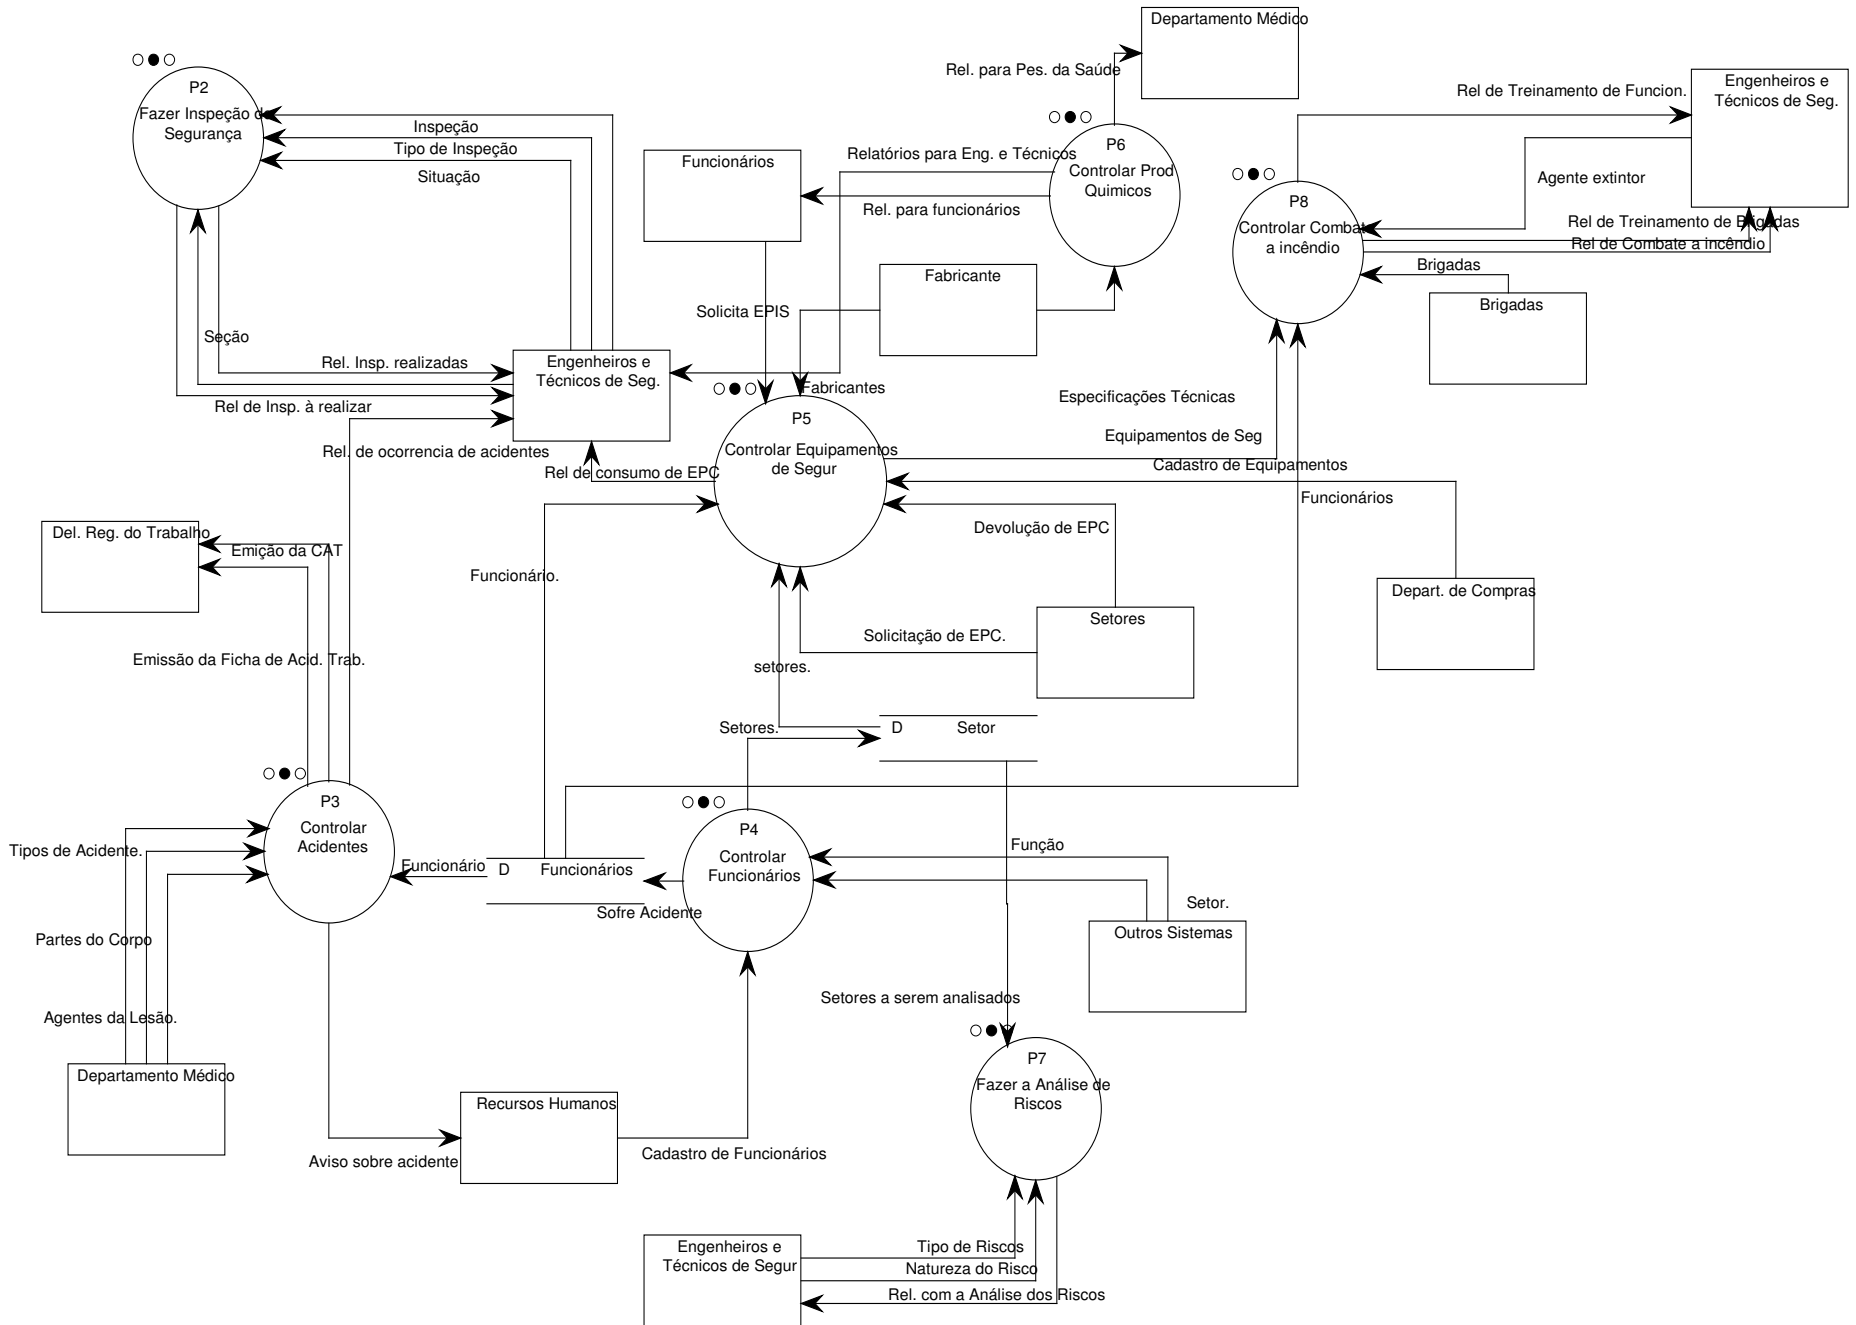 Departamento Médico
P2
Fazer Inspeção de
Segurança
Rel. para Pes. da Saúde
Engenheiros e
Técnicos de Seg.
Rel de Treinamento de Funcion.
Inspeção
Tipo de Inspeção
Situação
Funcionários
Relatórios para Eng. e Técnicos
P6
Controlar Prod
Quimicos
Rel. para funcionários
Agente extintor
P8
Controlar Combate
a incêndio
Rel de Treinamento de Brigadas
Rel de Combate a incêndio
Brigadas
Brigadas
Fabricante
Solicita EPIS
Seção
Rel. Insp. realizadas
Engenheiros e
Técnicos de Seg.
Fabricantes
Especificações Técnicas
Rel de Insp. à realizar
P5
Controlar Equipamentos
de Segur
Equipamentos de Seg
Rel. de ocorrencia de acidentes
Rel de consumo de EPC
Cadastro de Equipamentos
Funcionários
Del. Reg. do Trabalho
Emição da CAT
Devolução de EPC
Funcionário.
Depart. de Compras
Setores
Solicitação de EPC.
Emissão da Ficha de Acid. Trab.
setores.
Setores.
D Setor
P3
Controlar
Acidentes
P4
Controlar
Funcionários
Tipos de Acidente.
Funcionário
D Funcionários
Função
Sofre Acidente
Setor.
Outros Sistemas
Partes do Corpo
Setores a serem analisados
Agentes da Lesão.
P7
Fazer a Análise de
Riscos
Departamento Médico
Recursos Humanos
Aviso sobre acidente
Cadastro de Funcionários
Engenheiros e
Técnicos de Segur
Tipo de Riscos
Natureza do Risco
Rel. com a Análise dos Riscos